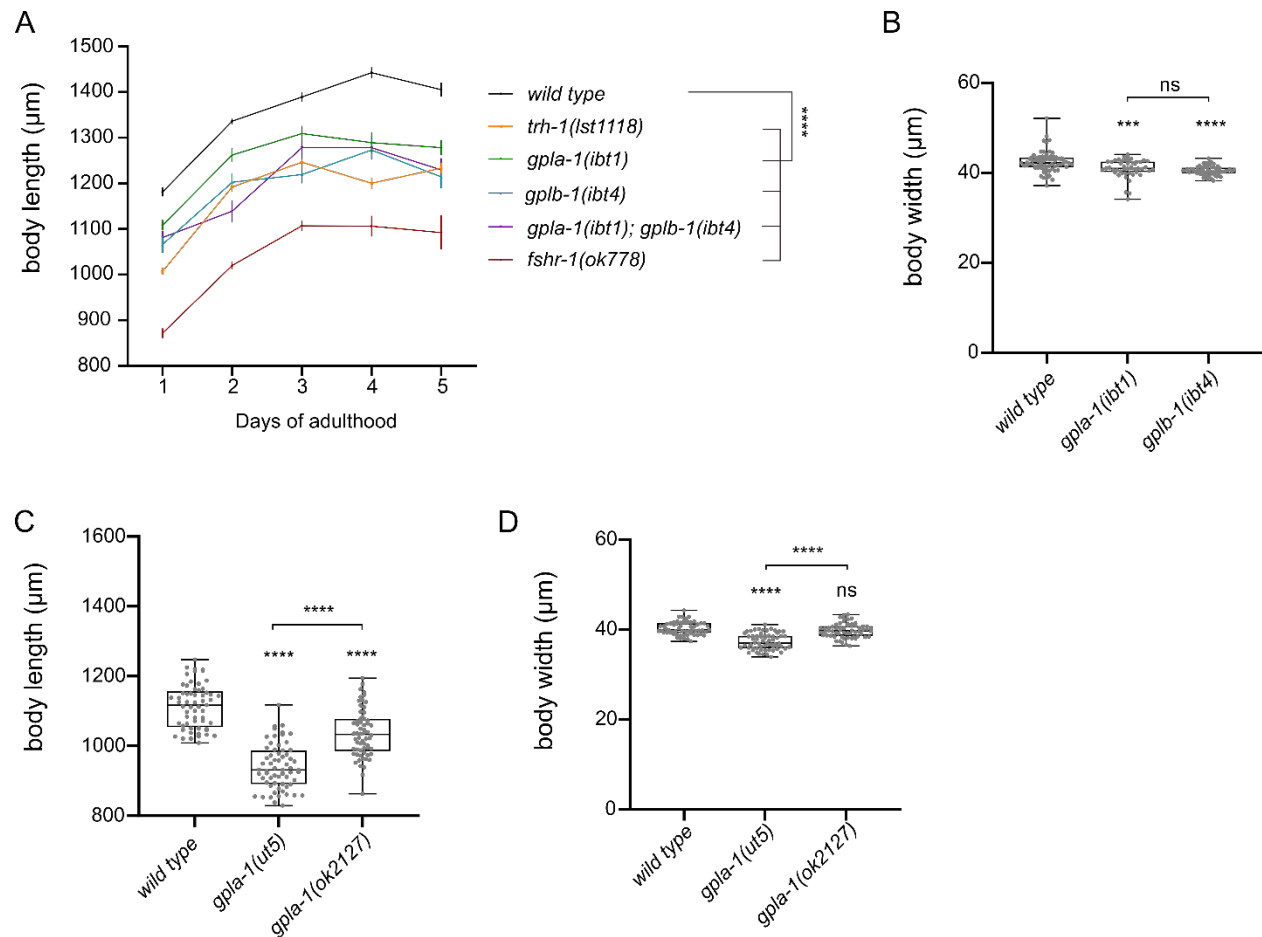 A
body length (µm)
1500
1400
1300
1200
1100
1000
900
800
1
2
3
4
5
Days of adulthood
wild type
trh-1(lst1118)
gpla-1(ibt1)
gplb-1(ibt4)
gpla-1(ibt1); gplb-1(ibt4)
fshr-1(ok778)
****
B
body width (µm)
60
40
20
0
ns
***
****
wild type
gpla-1(ibt1)
gplb-1(ibt4)
C
body length (µm)
1600
1400
1200
1000
800
****
****
****
wild type
gpla-1(ut5)
gpla-1(ok2127)
D
body width (µm)
60
40
20
0
****
****
ns
wild type
gpla-1(ut5)
gpla-1(ok2127)